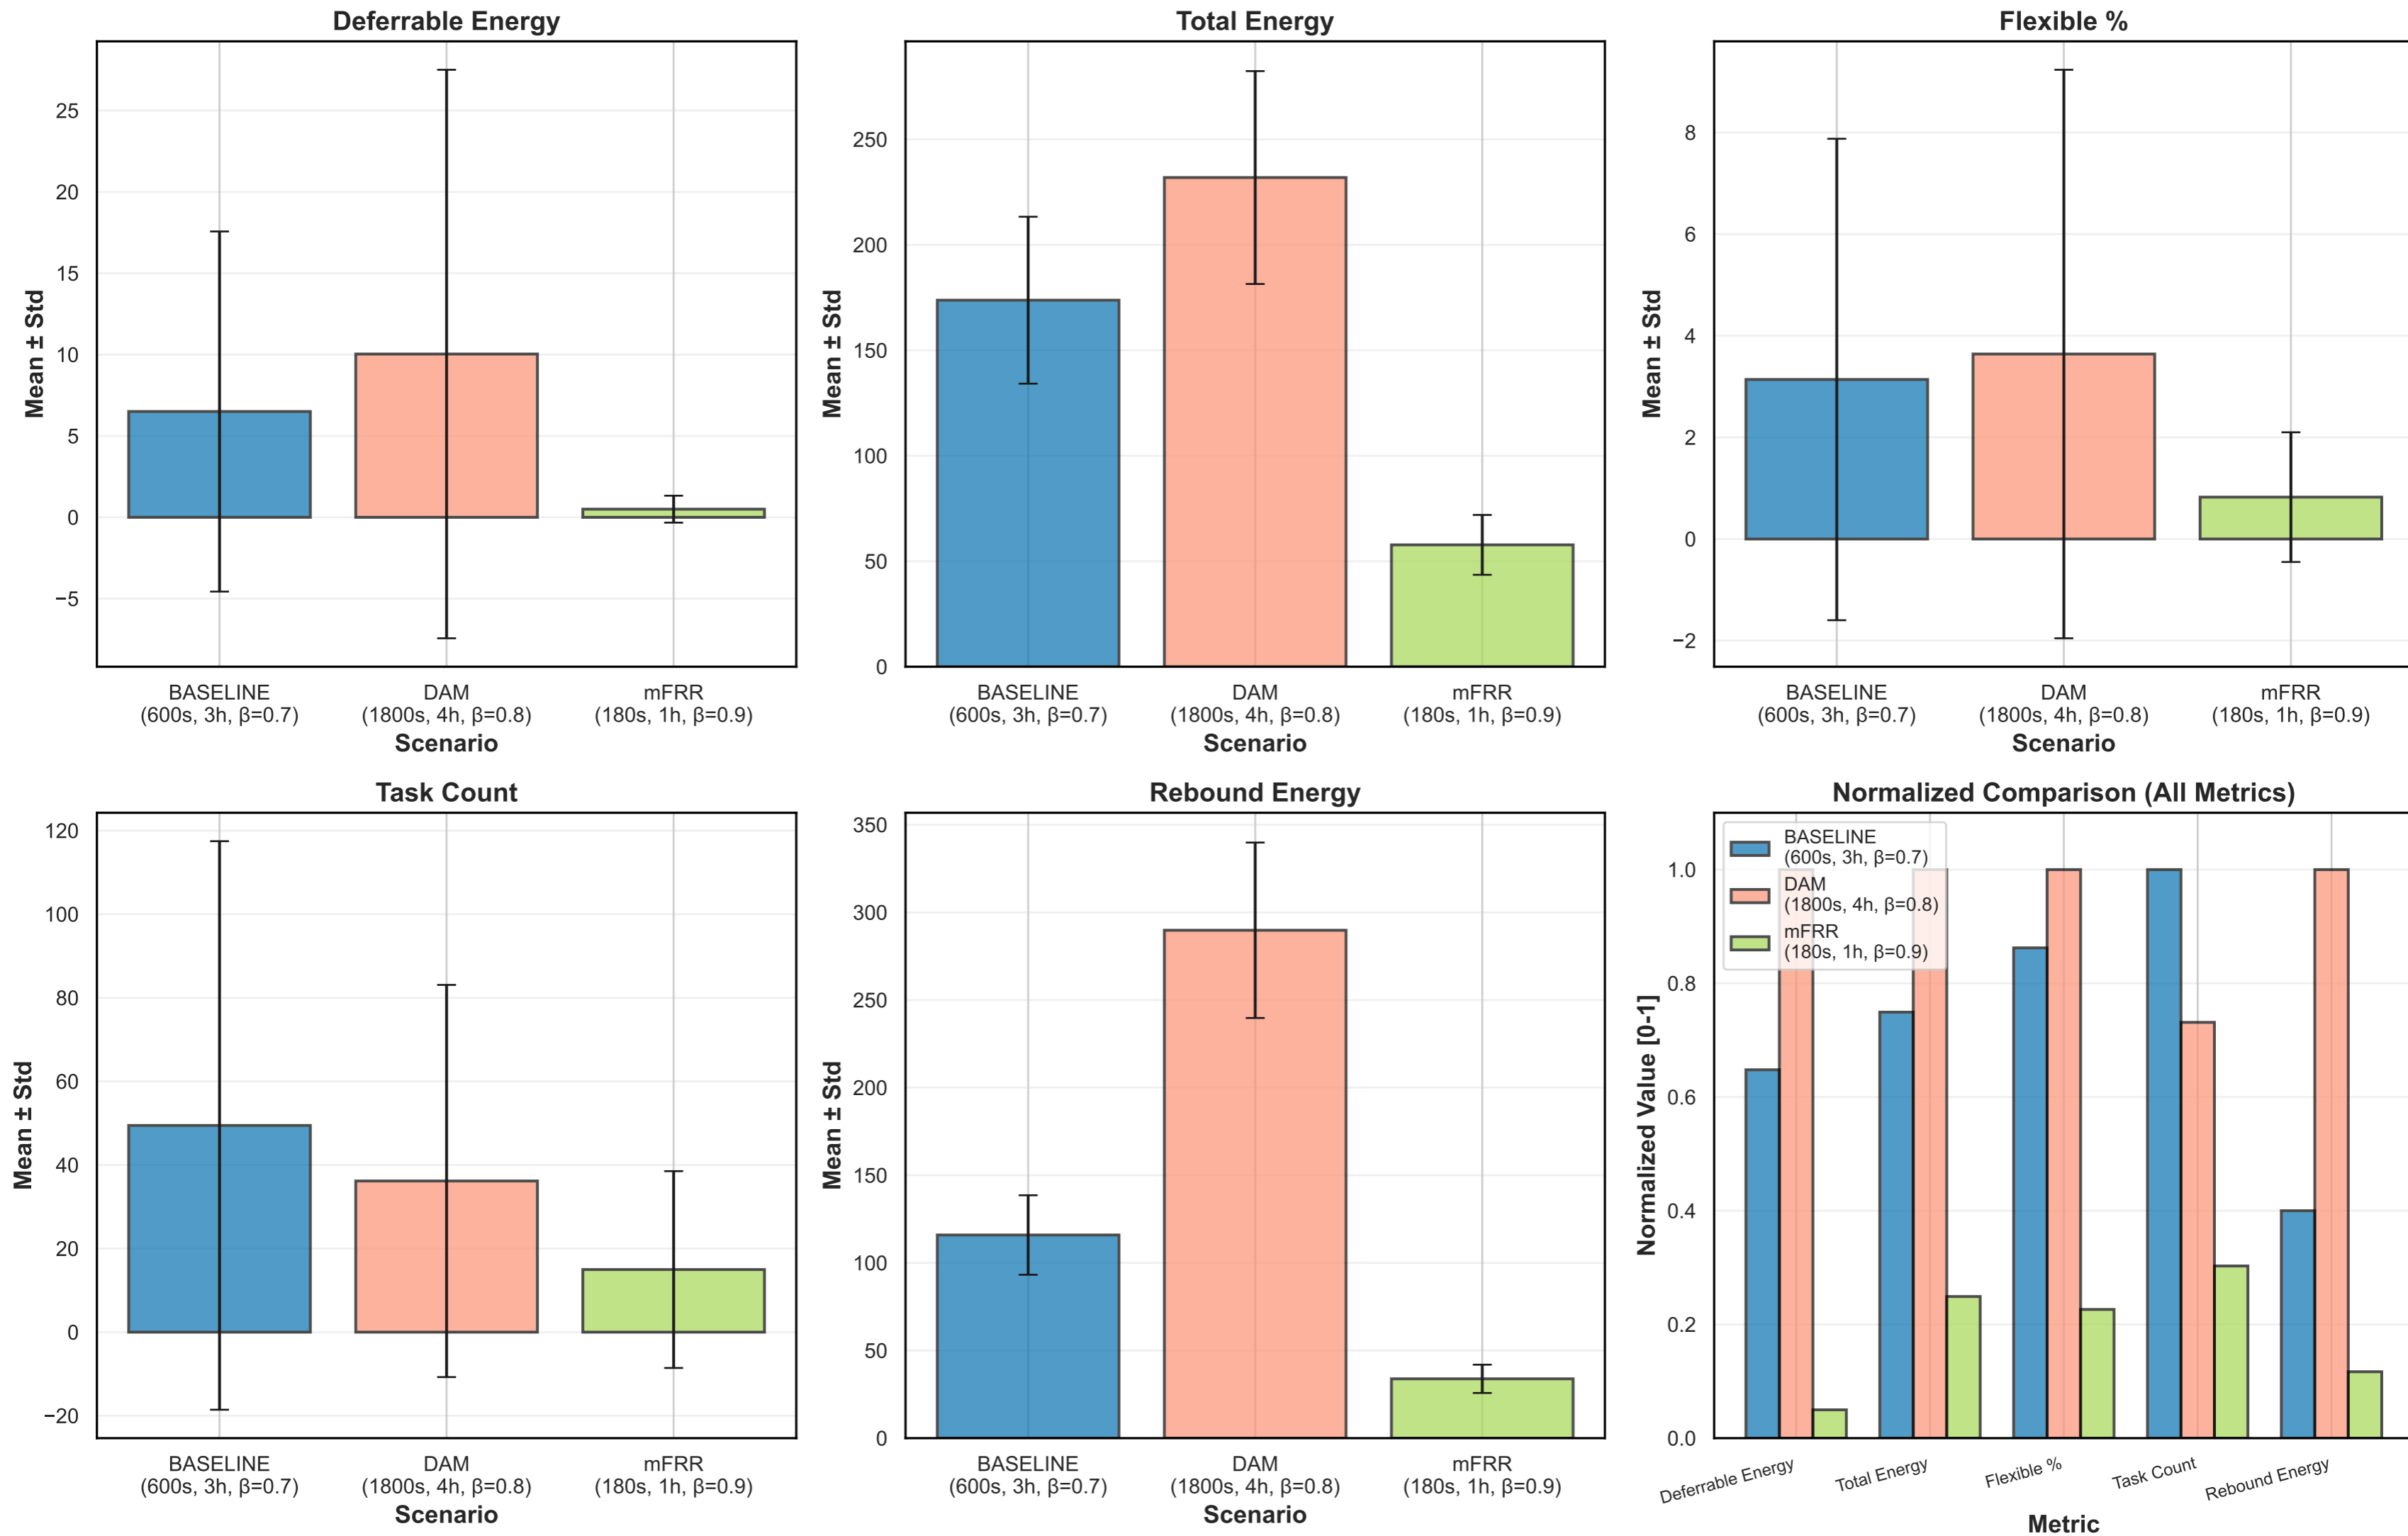 Deferrable Energy
Mean ± Std
25
20
15
10
5
0
−5
BASELINE
(600s, 3h, β=0.7)
DAM
(1800s, 4h, β=0.8)
mFRR
(180s, 1h, β=0.9)
Scenario
Total Energy
Mean ± Std
250
200
150
100
50
0
BASELINE
(600s, 3h, β=0.7)
DAM
(1800s, 4h, β=0.8)
mFRR
(180s, 1h, β=0.9)
Scenario
Flexible %
Mean ± Std
8
6
4
2
0
−2
BASELINE
(600s, 3h, β=0.7)
DAM
(1800s, 4h, β=0.8)
mFRR
(180s, 1h, β=0.9)
Scenario
Task Count
Mean ± Std
120
100
80
60
40
20
0
−20
BASELINE
(600s, 3h, β=0.7)
DAM
(1800s, 4h, β=0.8)
mFRR
(180s, 1h, β=0.9)
Scenario
Rebound Energy
Mean ± Std
350
300
250
200
150
100
50
0
BASELINE
(600s, 3h, β=0.7)
DAM
(1800s, 4h, β=0.8)
mFRR
(180s, 1h, β=0.9)
Scenario
Normalized Comparison (All Metrics)
BASELINE
(600s, 3h, β=0.7)
DAM
(1800s, 4h, β=0.8)
mFRR
(180s, 1h, β=0.9)
Normalized Value [0-1]
1.0
0.8
0.6
0.4
0.2
0.0
Deferrable Energy
Total Energy
Flexible %
Task Count
Rebound Energy
Metric